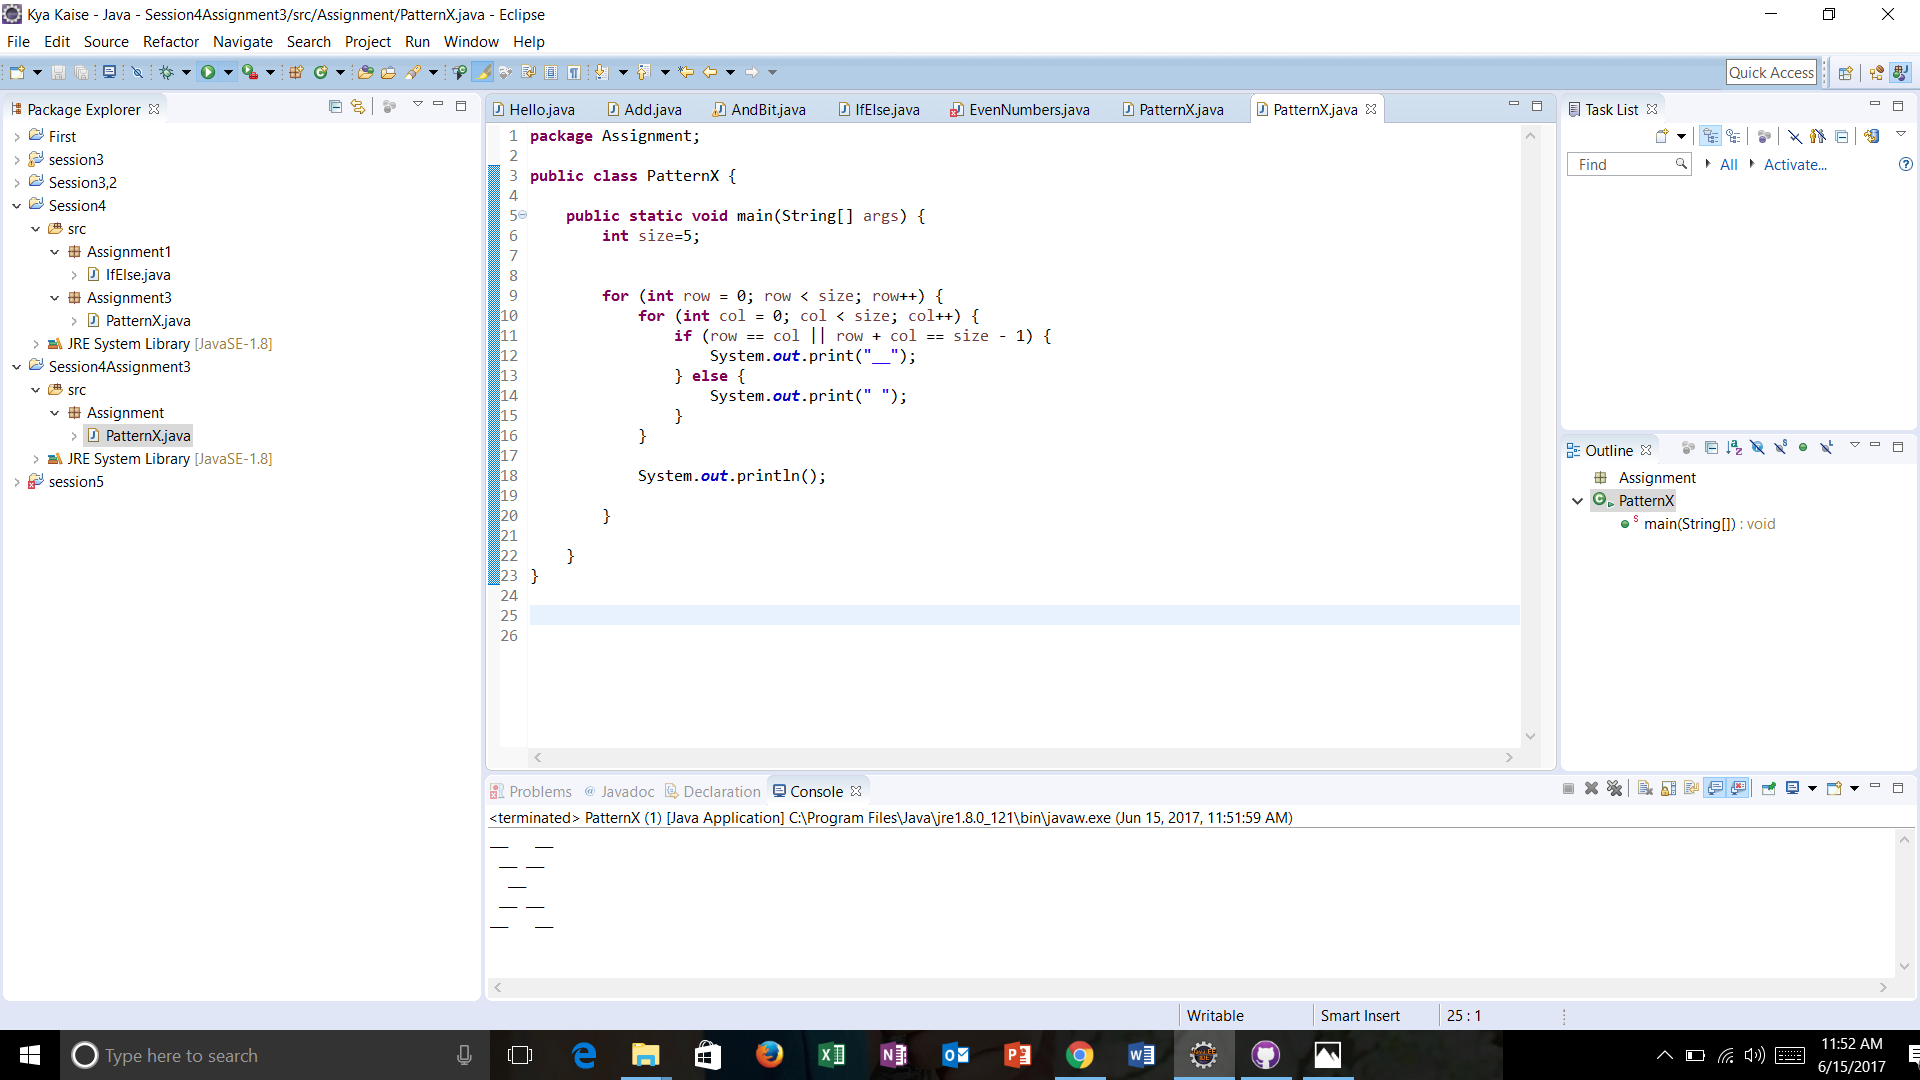 Kya Kaise - Java - Session4Assignment3/src/Assignment/PatternX.java - Eclipse
File Edit Source Refactor Navigate Search Project Run Window Help
Quick Access
Package Explorer
First
session3
Session3,2
Session4
src
Assignment1
IfElse.java
Assignment3
PatternX.java
JRE System Library [JavaSE-1.8]
Session4Assignment3
src
Assignment
PatternX.java
JRE System Library [JavaSE-1.8]
session5
Hello.java Add.java AndBit.java IfElse.java EvenNumbers.java PatternX.java PatternX.java
1 package Assignment;
2
3 public class PatternX {
4
5 public static void main(String[] args) {
6 int size=5;
7
8
9 for (int row = 0; row < size; row++) {
10 for (int col = 0; col < size; col++) {
11 if (row == col || row + col == size - 1) {
12 System.out.print("__");
13 } else {
14 System.out.print(" ");
15 }
16 }
17
18 System.out.println();
19
20 }
21
22 }
23 }
24
25
26
Task List
Find All Activate...
Outline
Assignment
PatternX
main(String[]) : void
Problems @ Javadoc Declaration Console
<terminated> PatternX (1) [Java Application] C:\Program Files\Java\jre1.8.0_121\bin\javaw.exe (Jun 15, 2017, 11:51:59 AM)
__   __
 __ __
  __
 __ __
__   __
Writable Smart Insert 25 : 1
Type here to search
11:52 AM
6/15/2017